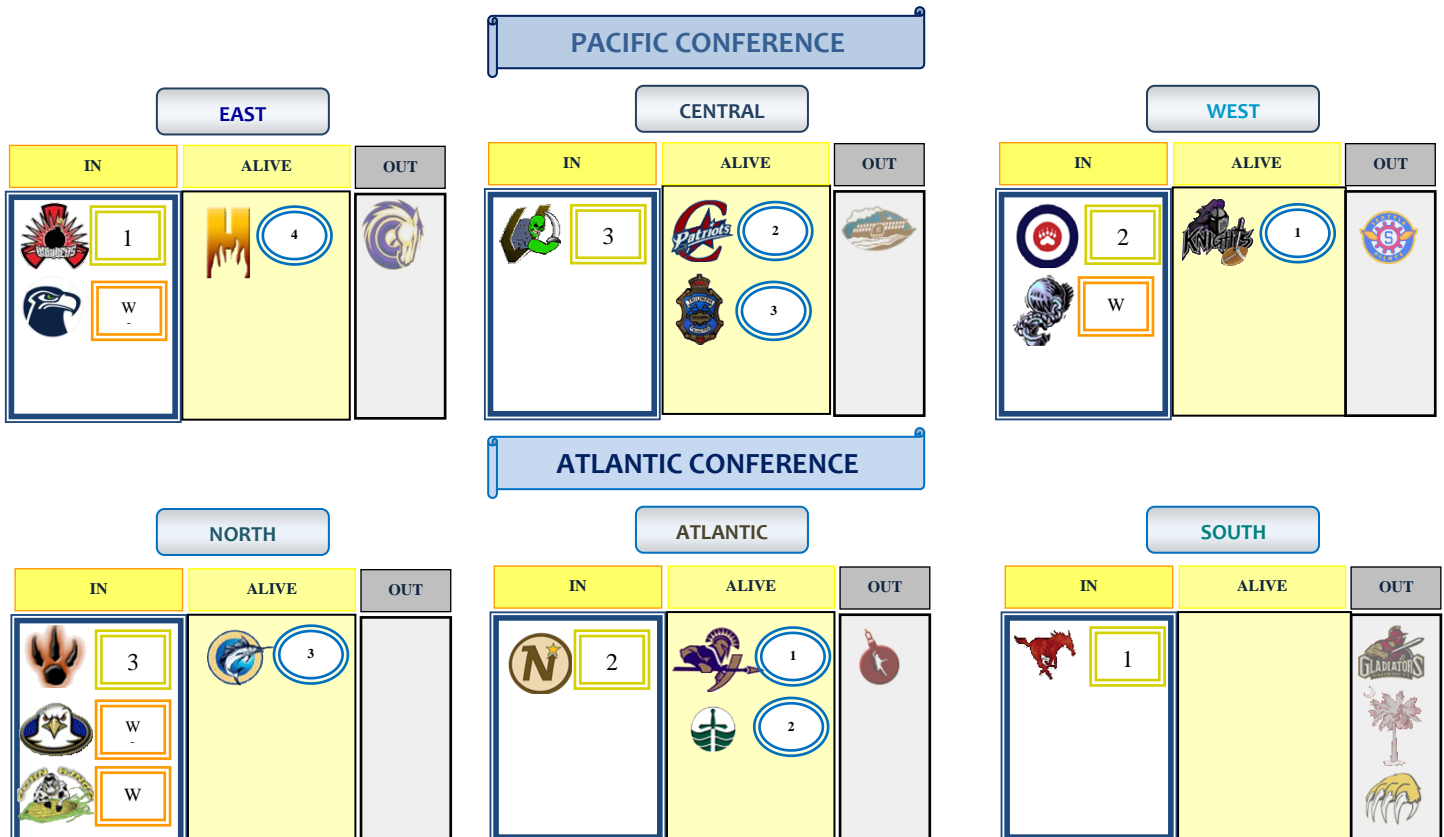 PACIFIC CONFERENCE
EAST
CENTRAL
WEST
IN ALIVE OUT
IN ALIVE OUT
IN ALIVE OUT
1
4
3
Patriots
2
2
KNIGHTS
1
S
W
-
3
W
ATLANTIC CONFERENCE
NORTH
ATLANTIC
SOUTH
IN ALIVE OUT
IN ALIVE OUT
IN ALIVE OUT
3
3
N
2
1
1
GLADIATORS
W
-
2
W